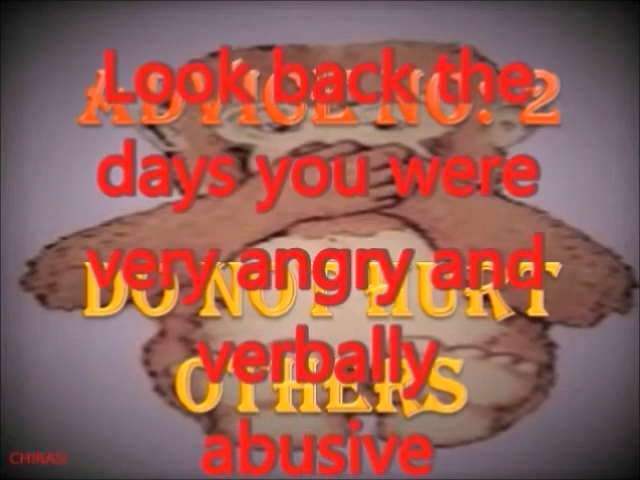 ADVICE NO: 2
Look back the
days you were
very angry and
DO NOT HURT
verbally
OTHERS
abusive
CHIRASI